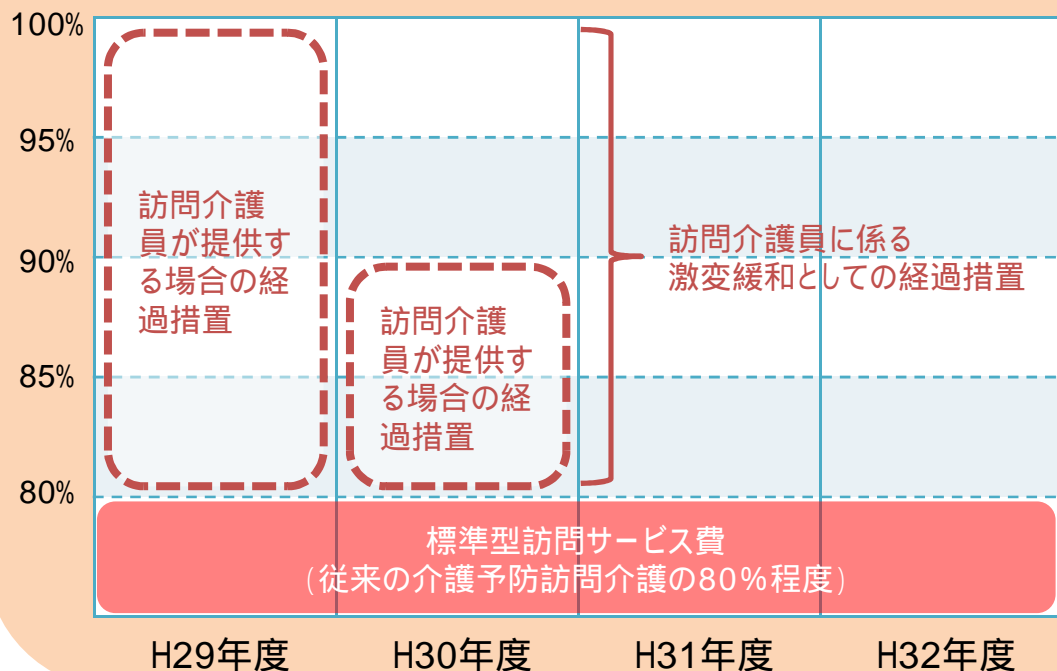 100%
95%
90%
85%
80%
訪問介護
員が提供す
る場合の経
過措置
訪問介護
員が提供す
る場合の経
過措置
訪問介護員に係る
激変緩和としての経過措置
標準型訪問サービス費
(従来の介護予防訪問介護の80%程度)
H29年度
H30年度
H31年度
H32年度